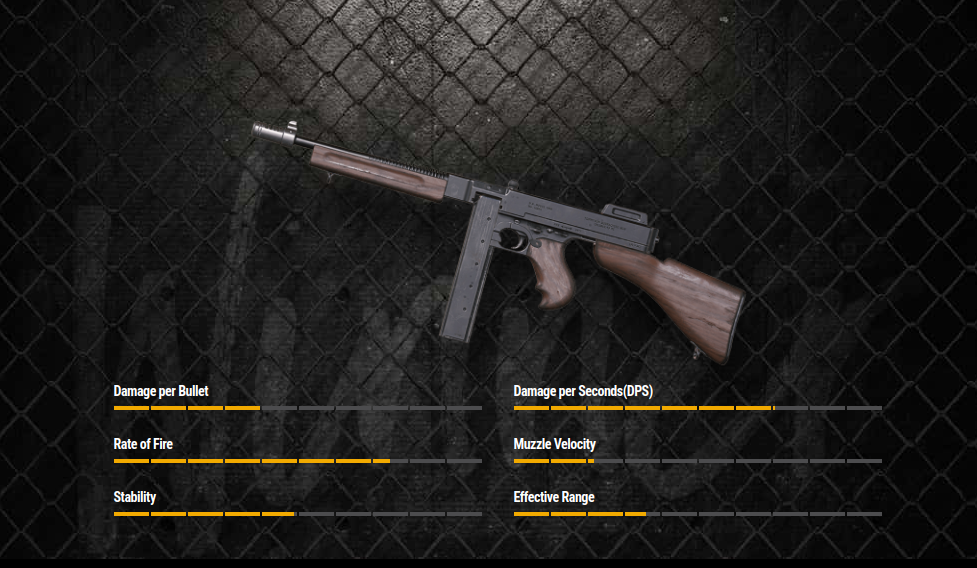 Damage per Bullet
Damage per Seconds(DPS)
Rate of Fire
Muzzle Velocity
Stability
Effective Range